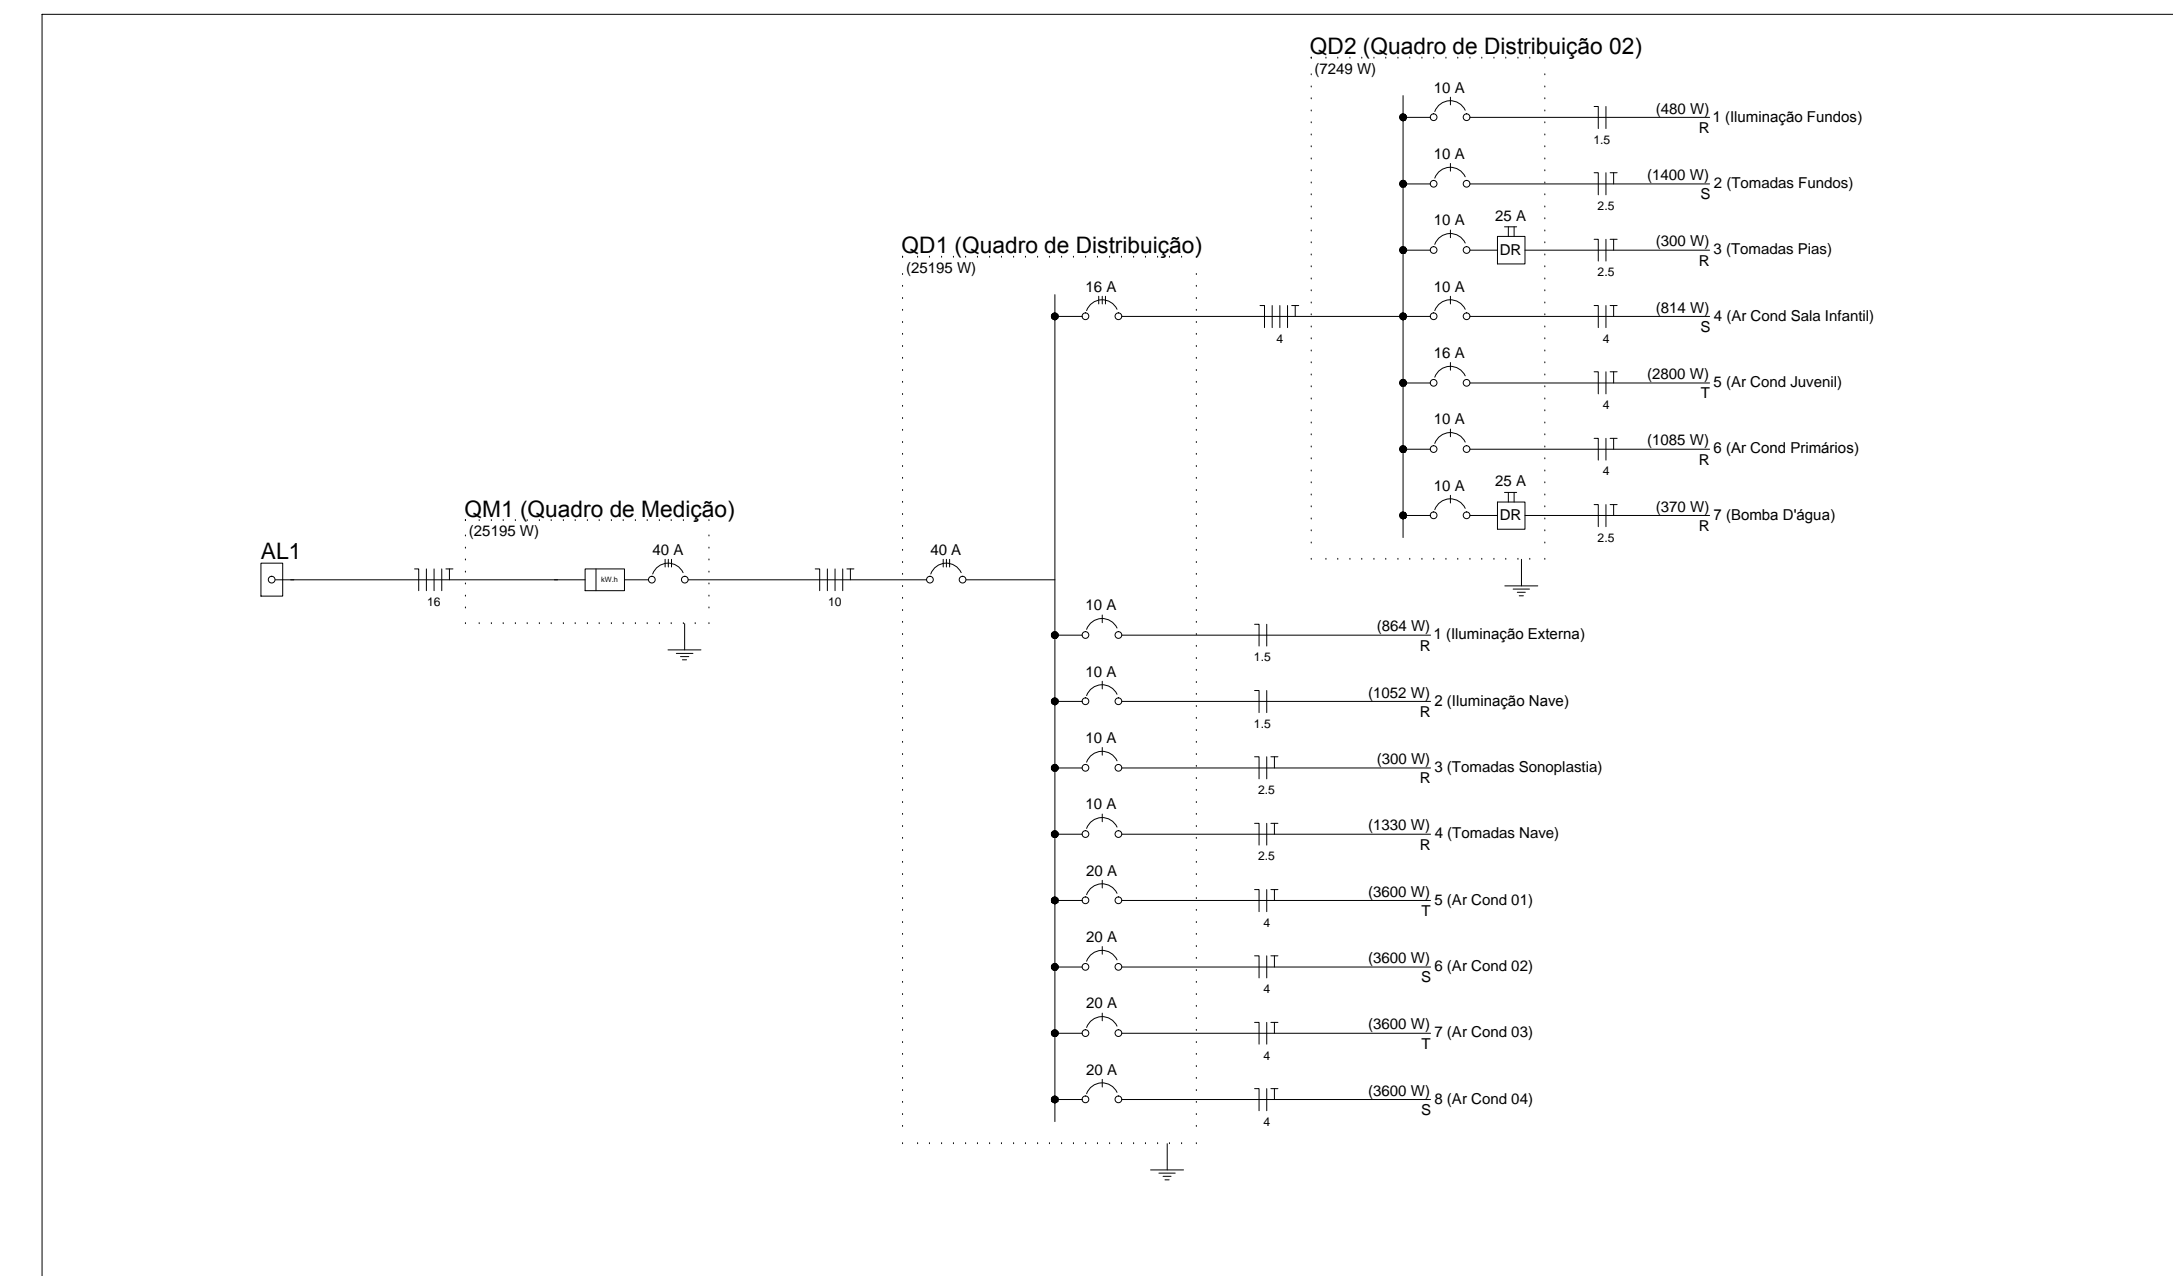 QD2 (Quadro de Distribuição 02)
(7249 W)
10 A
1.5
(480 W)
R
1 (Iluminação Fundos)
10 A
2.5
(1400 W)
S
2 (Tomadas Fundos)
10 A
25 A
DR
2.5
(300 W)
R
3 (Tomadas Pias)
10 A
4
(814 W)
S
4 (Ar Cond Sala Infantil)
16 A
4
(2800 W)
T
5 (Ar Cond Juvenil)
10 A
4
(1085 W)
R
6 (Ar Cond Primários)
10 A
25 A
DR
2.5
(370 W)
R
7 (Bomba D'água)
QD1 (Quadro de Distribuição)
(25195 W)
16 A
T
4
QM1 (Quadro de Medição)
(25195 W)
AL1
T
16
kW.h
40 A
T
10
40 A
10 A
1.5
(864 W)
R
1 (Iluminação Externa)
10 A
1.5
(1052 W)
R
2 (Iluminação Nave)
10 A
2.5
(300 W)
R
3 (Tomadas Sonoplastia)
10 A
2.5
(1330 W)
R
4 (Tomadas Nave)
20 A
4
(3600 W)
T
5 (Ar Cond 01)
20 A
4
(3600 W)
S
6 (Ar Cond 02)
20 A
4
(3600 W)
T
7 (Ar Cond 03)
20 A
4
(3600 W)
S
8 (Ar Cond 04)